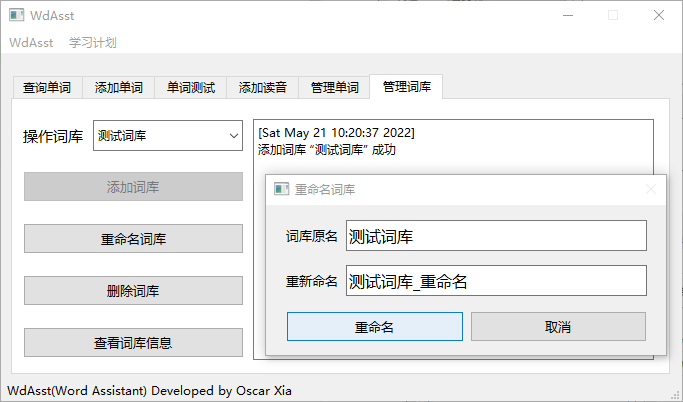 WdAsst
WdAsst 学习计划
查询单词 添加单词 单词测试 添加读音 管理单词 管理词库
操作词库 测试词库
添加词库
重命名词库
删除词库
查看词库信息
[Sat May 21 10:20:37 2022]
添加词库 “测试词库” 成功
重命名词库
词库原名 测试词库
重新命名 测试词库_重命名
重命名 取消
WdAsst(Word Assistant) Developed by Oscar Xia